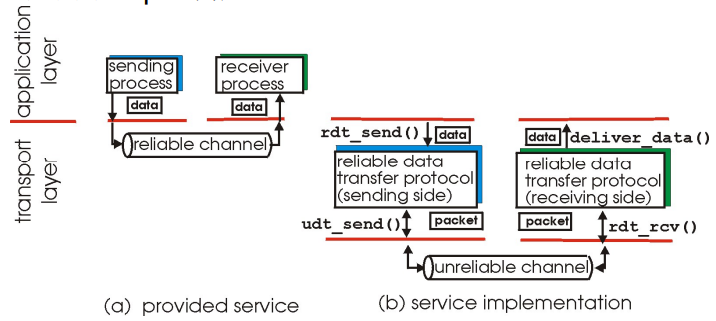 application
layer
transport
layer
sending
process
data
receiver
process
data
reliable channel
(a) provided service
rdt_send()
data
reliable data
transfer protocol
(sending side)
udt_send()
packet
data
deliver_data()
reliable data
transfer protocol
(receiving side)
packet
rdt_rcv()
unreliable channel
(b) service implementation